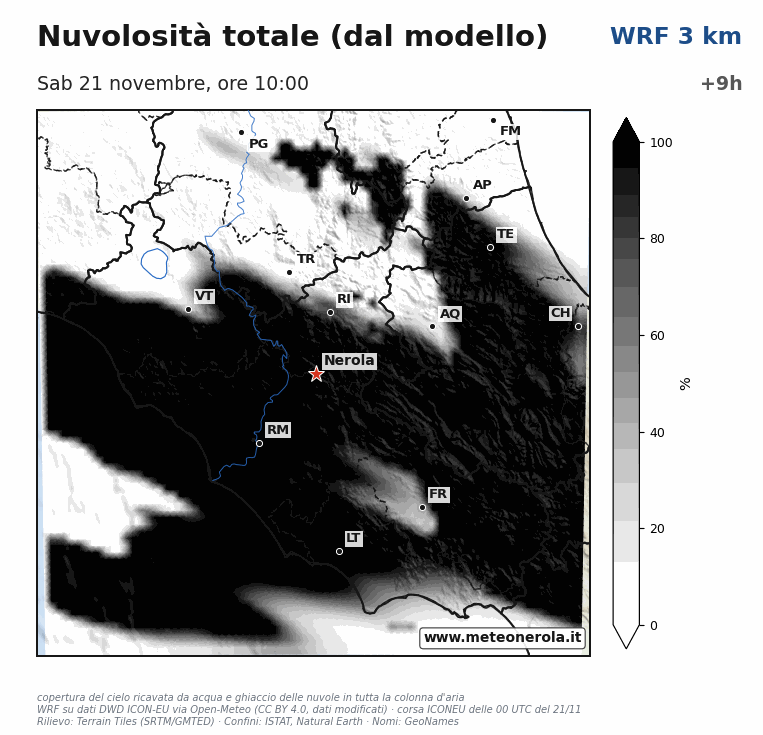 Nuvolosità totale (dal modello)
WRF 3 km
Sab 21 novembre, ore 10:00
+9h
FM
PG
AP
TE
TR
VT
RI
AQ
CH
Nerola
RM
FR
LT
www.meteonerola.it
100
80
60
40
20
0
%
copertura del cielo ricavata da acqua e ghiaccio delle nuvole in tutta la colonna d'aria
WRF su dati DWD ICON-EU via Open-Meteo (CC BY 4.0, dati modificati) · corsa ICONEU delle 00 UTC del 21/11
Rilievo: Terrain Tiles (SRTM/GMTED) · Confini: ISTAT, Natural Earth · Nomi: GeoNames